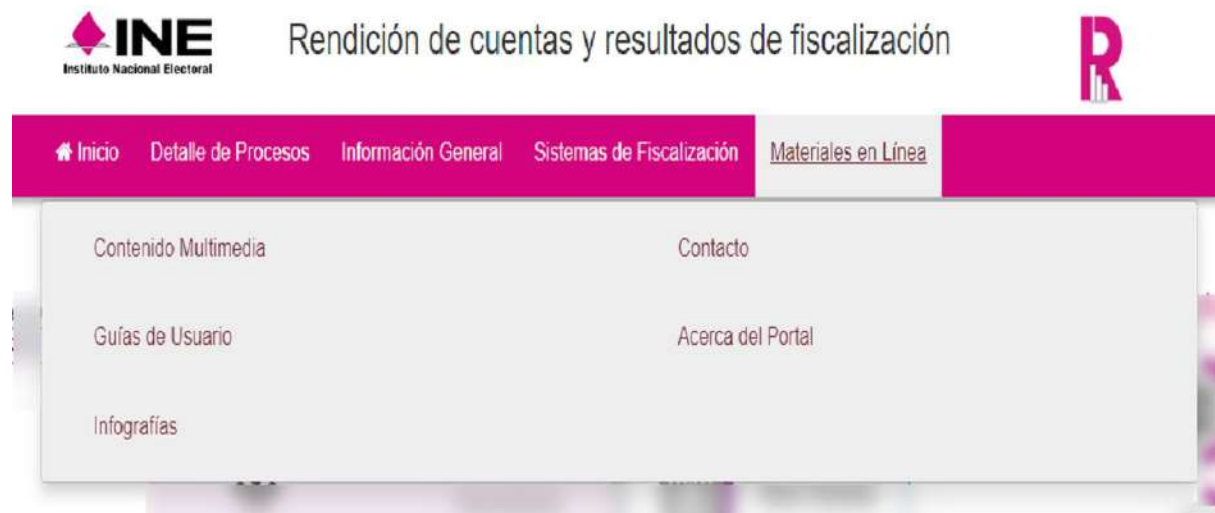 INE
Instituto Nacional Electoral
Rendición de cuentas y resultados de fiscalización
R
Inicio Detalle de Procesos Información General Sistemas de Fiscalización Materiales en Línea
Contenido Multimedia Contacto
Guías de Usuario Acerca del Portal
Infografías